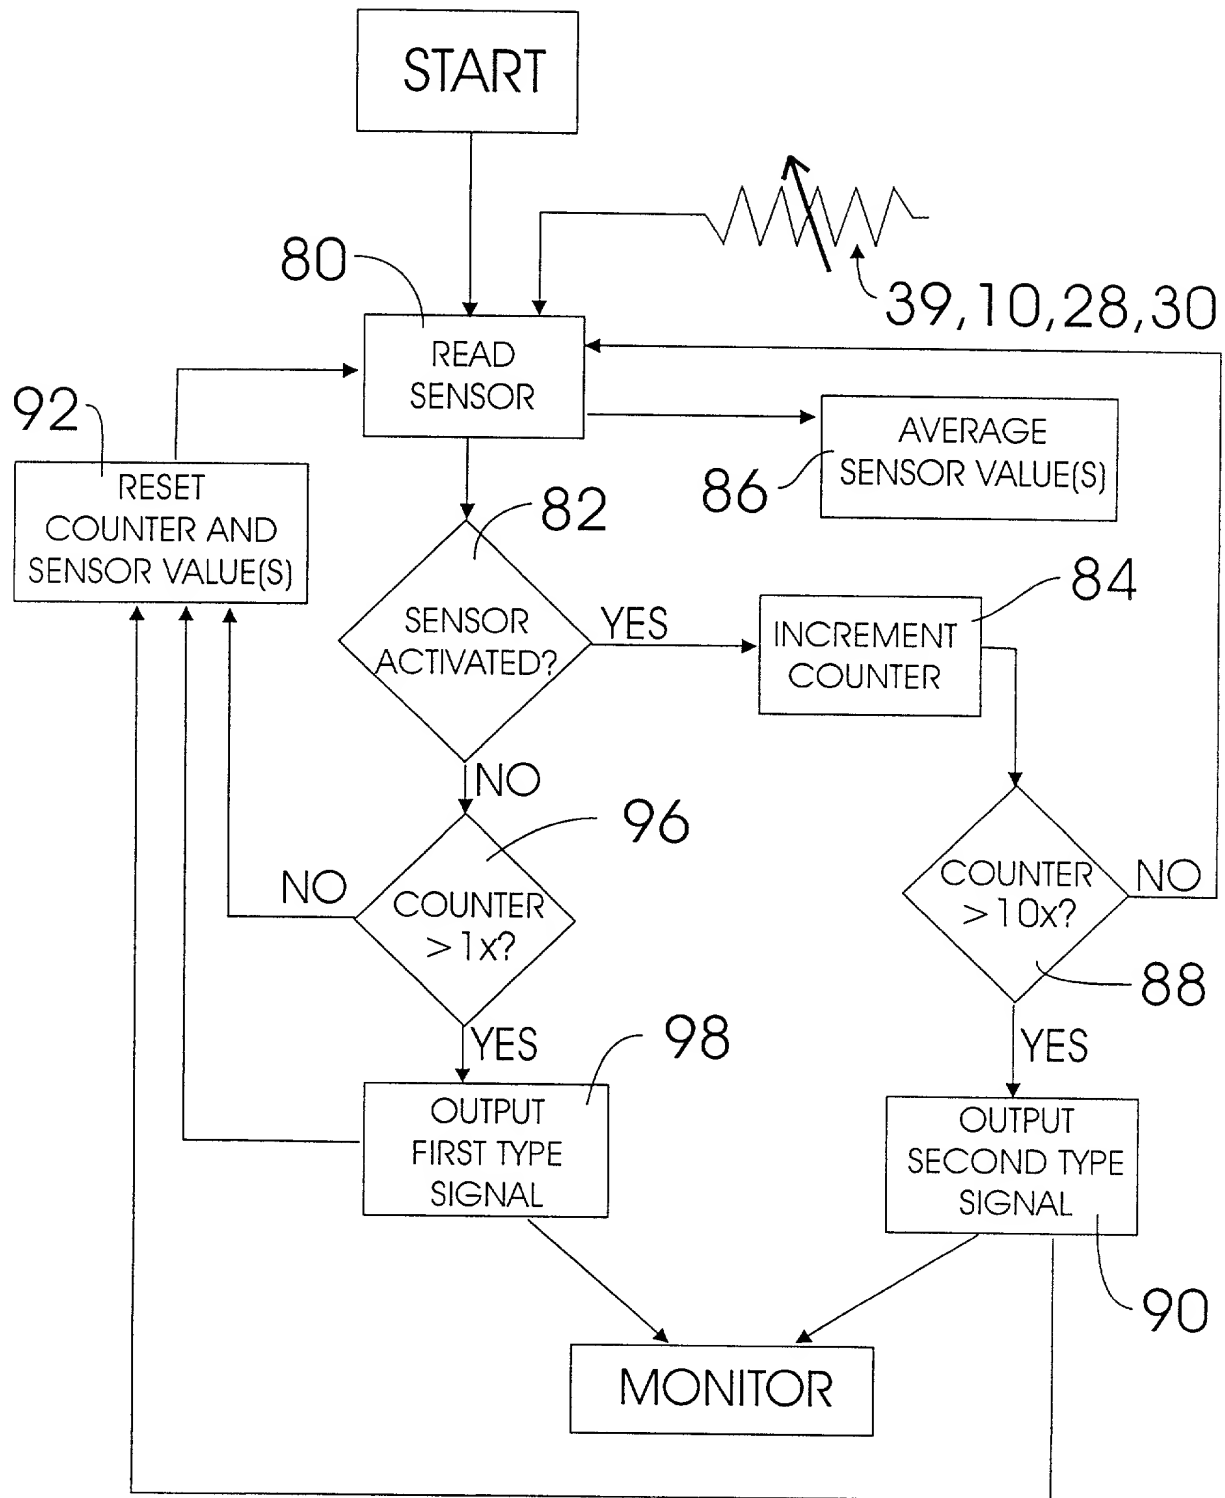 START
80
39,10,28,30
READ
SENSOR
92
AVERAGE
SENSOR VALUE(S)
86
RESET
COUNTER AND
SENSOR VALUE(S)
82
84
SENSOR
ACTIVATED?
YES
INCREMENT
COUNTER
NO
96
NO
COUNTER
>1x?
COUNTER
>10x?
NO
88
YES
98
YES
OUTPUT
FIRST TYPE
SIGNAL
OUTPUT
SECOND TYPE
SIGNAL
90
MONITOR